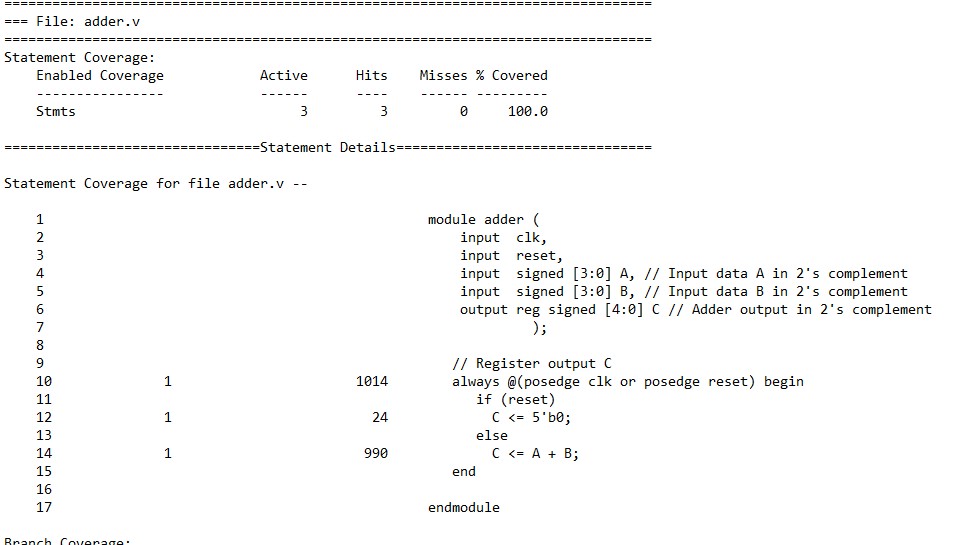 =================================================================================
=== File: adder.v
=================================================================================
Statement Coverage:
    Enabled Coverage            Active      Hits    Misses % Covered
    ----------------            ------      ----    ------ ---------
    Stmts                            3         3         0     100.0

================================Statement Details================================

Statement Coverage for file adder.v --

    1                                                module adder (
    2                                                    input  clk,
    3                                                    input  reset,
    4                                                    input  signed [3:0] A, // Input data A in 2's complement
    5                                                    input  signed [3:0] B, // Input data B in 2's complement
    6                                                    output reg signed [4:0] C // Adder output in 2's complement
    7                                                             );
    8
    9                                                   // Register output C
    10              1                       1014        always @(posedge clk or posedge reset) begin
    11                                                     if (reset)
    12              1                         24             C <= 5'b0;
    13                                                     else
    14              1                        990             C <= A + B;
    15                                                  end
    16
    17                                               endmodule

Branch Coverage: